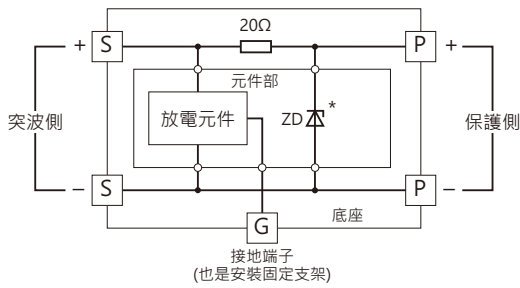 20Ω
+ S P +
元件部
放電元件
ZD *
突波側
保護側
− S P −
底座
G
接地端子
(也是安裝固定支架)